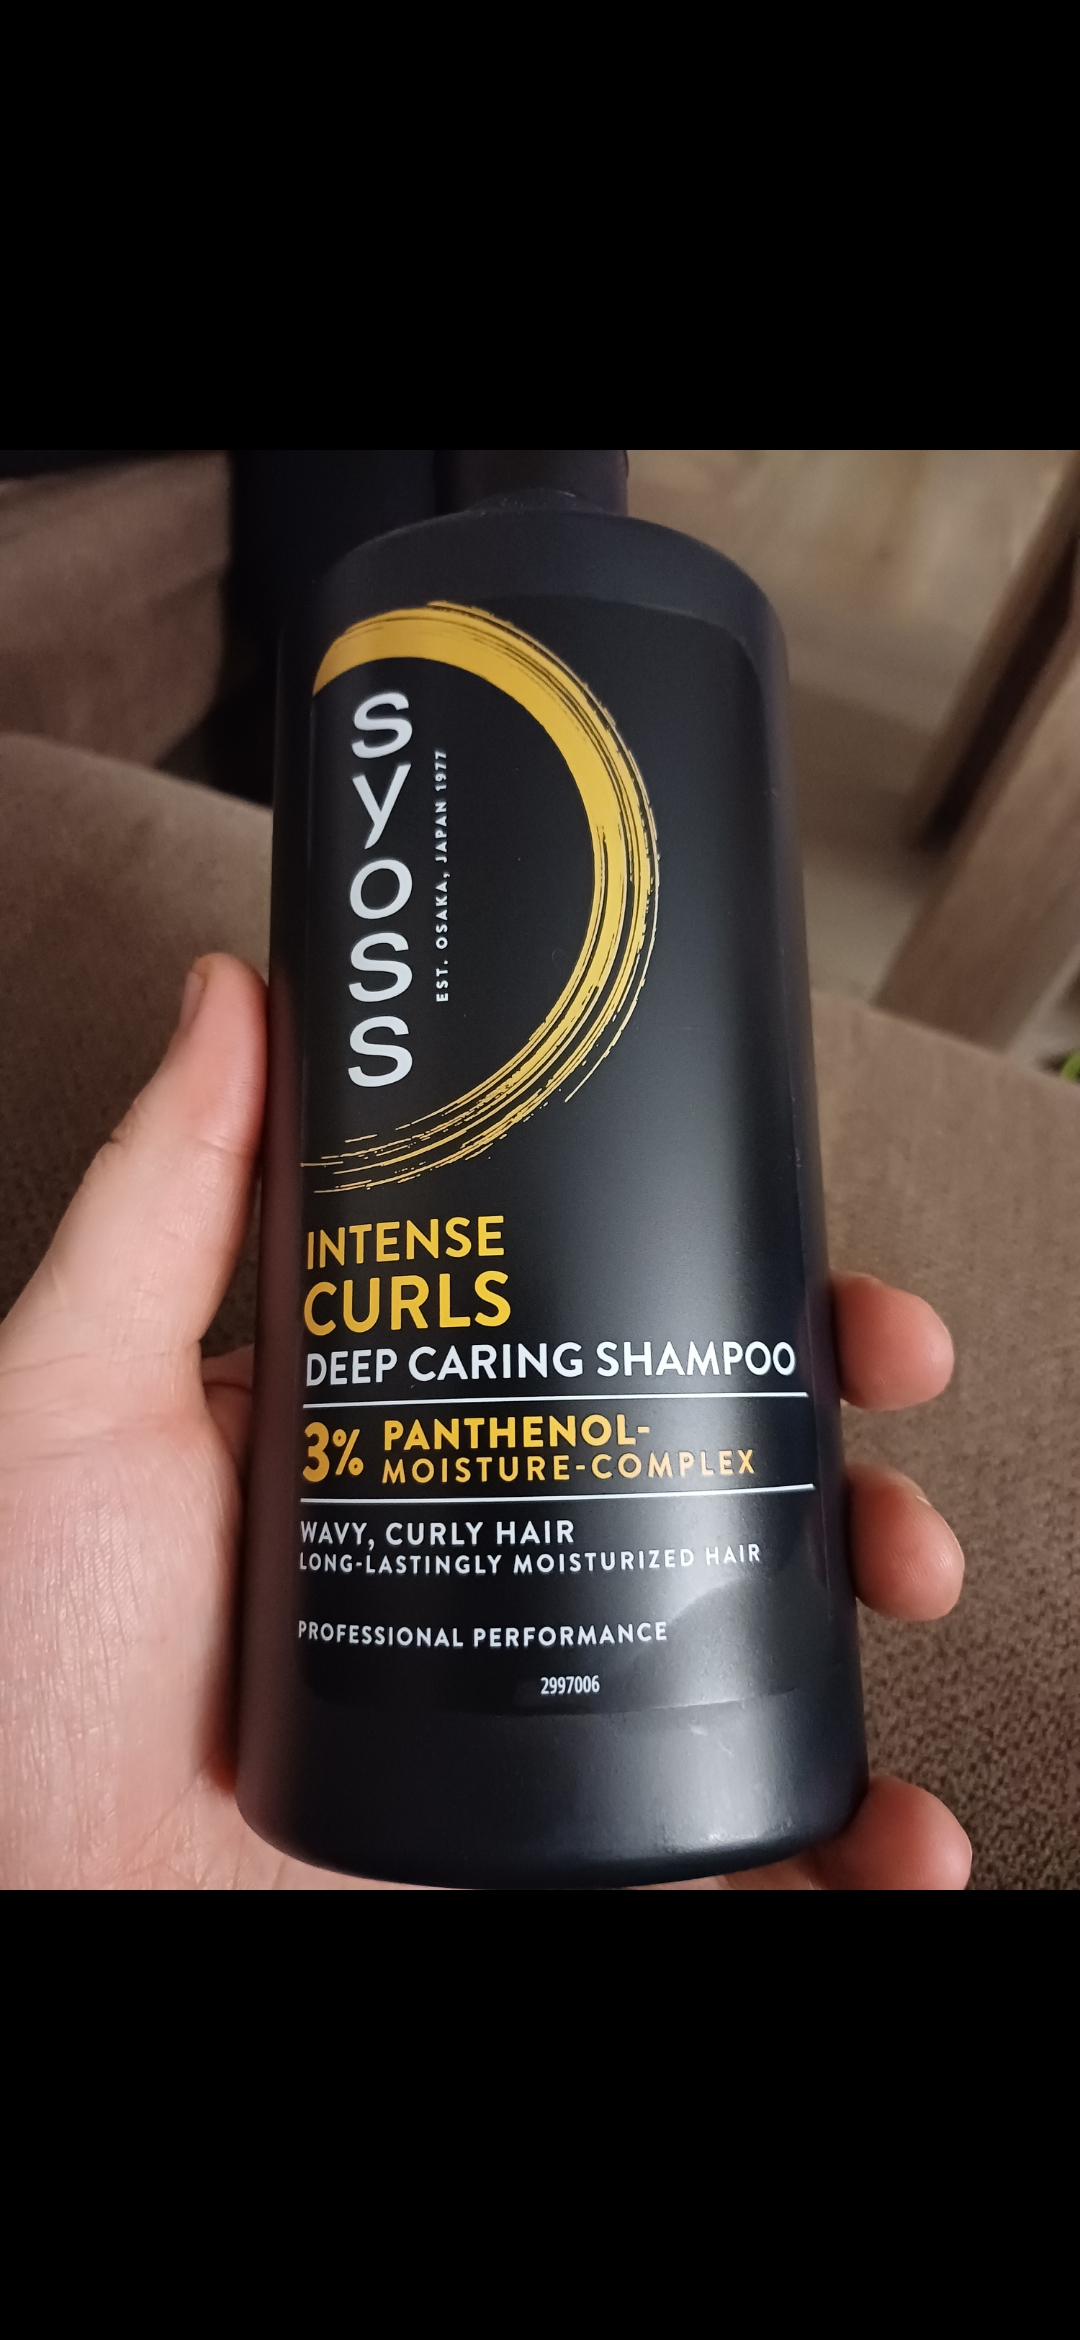 syoss
EST. OSAKA, JAPAN 1977
INTENSE
CURLS
DEEP CARING SHAMPOO
3% PANTHENOL-
MOISTURE-COMPLEX
WAVY, CURLY HAIR
LONG-LASTINGLY MOISTURIZED HAIR
PROFESSIONAL PERFORMANCE
2997006